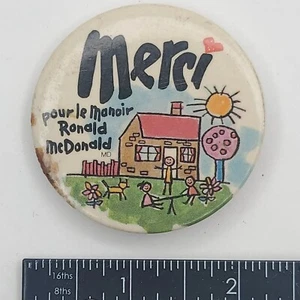 Merci
pour le Manoir
Ronald
McDonald
MD
16ths
8ths
1
2